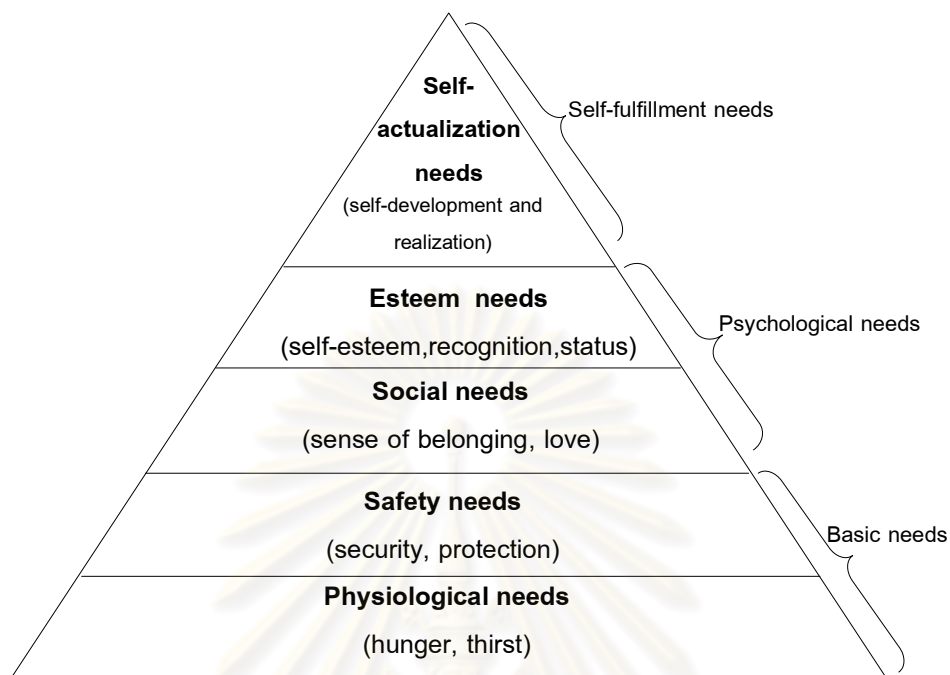 Self-
actualization
needs
(self-development and
realization)
Self-fulfillment needs
Esteem  needs
(self-esteem,recognition,status)
Psychological needs
Social needs
(sense of belonging, love)
Safety needs
(security, protection)
Basic needs
Physiological needs
(hunger, thirst)